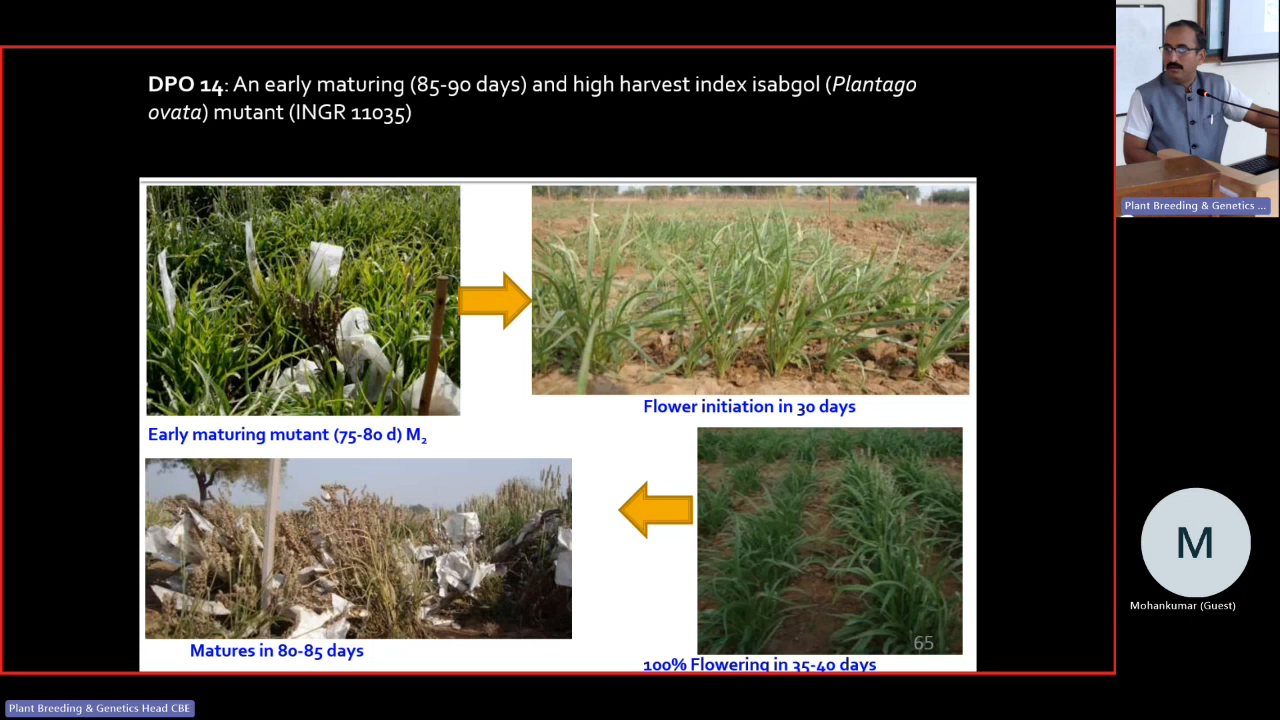 DPO 14: An early maturing (85-90 days) and high harvest index isabgol (Plantago
ovata) mutant (INGR 11035)
Plant Breeding & Genetics ...
Flower initiation in 30 days
Early maturing mutant (75-80 d) M₂
M
Mohankumar (Guest)
65
Matures in 80-85 days
100% Flowering in 35-40 days
Plant Breeding & Genetics Head CBE